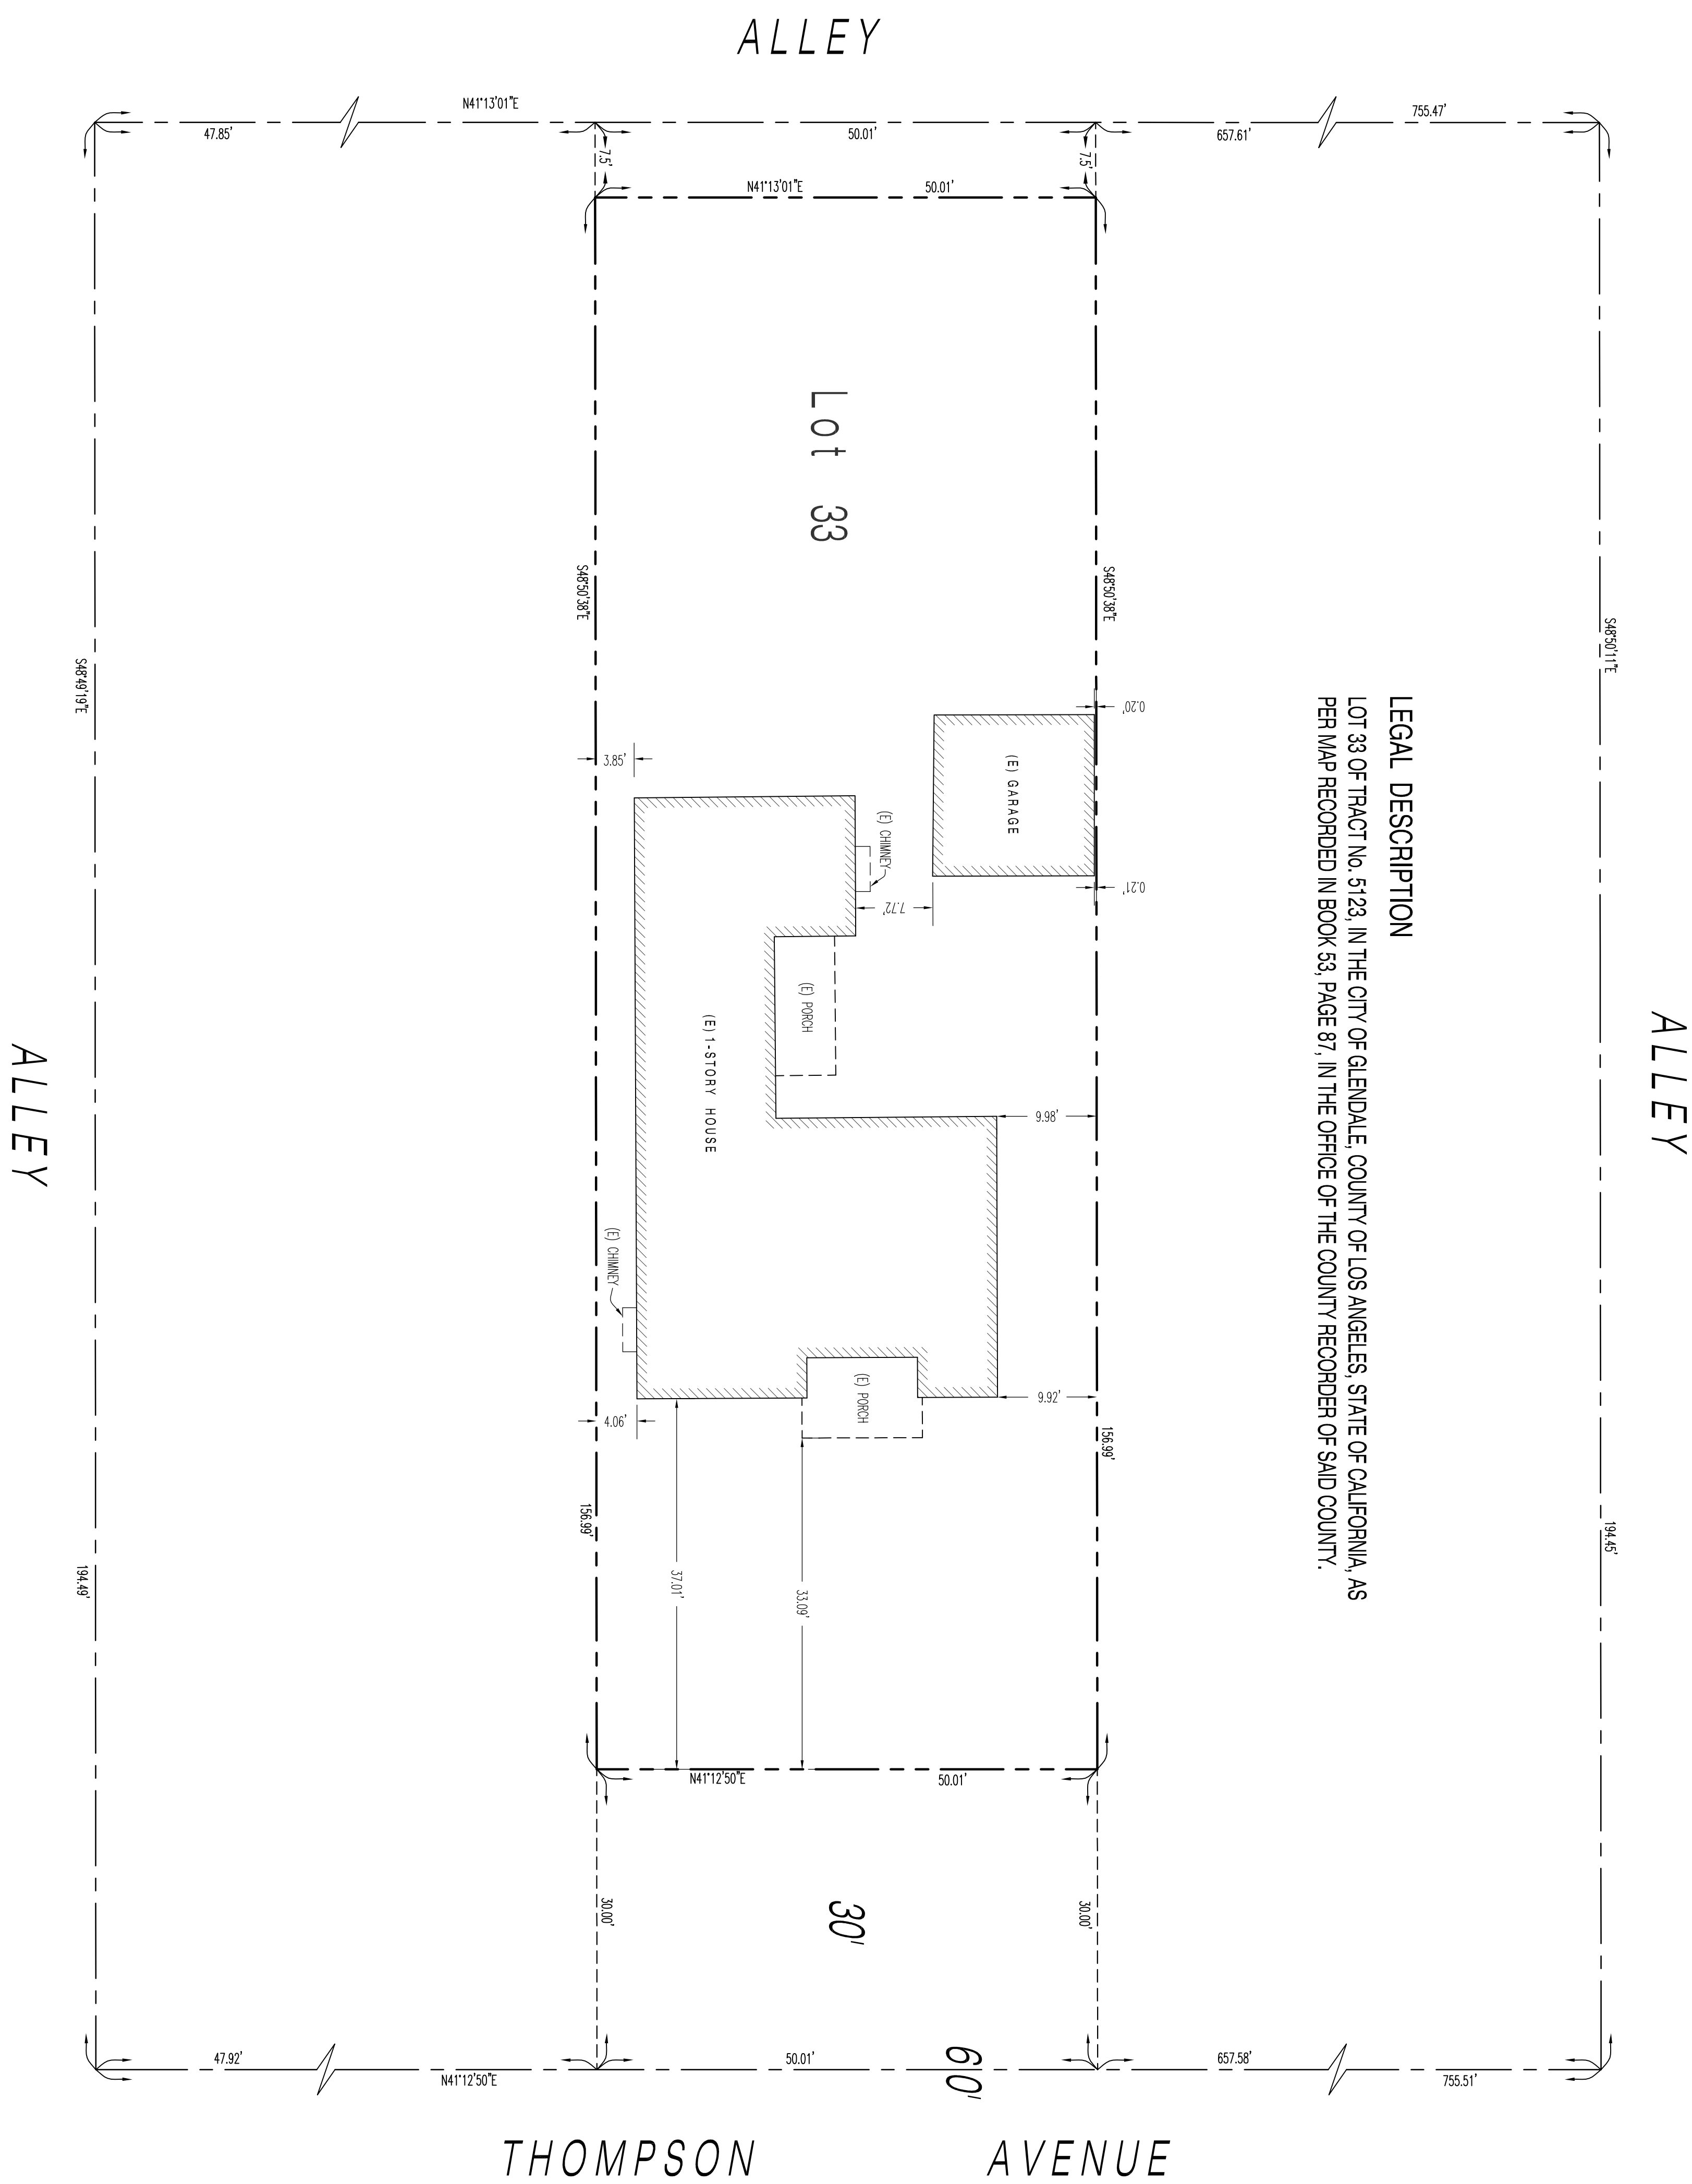 ALLEY
N41°13'01"E
755.47'
47.85'
50.01'
657.61'
7.5'
7.5'
N41°13'01"E
50.01'
Lot 33
S48°50'38"E
S48°50'38"E
S48°50'11"E
S48°49'19"E
LEGAL DESCRIPTION
LOT 33 OF TRACT No. 5123, IN THE CITY OF GLENDALE, COUNTY OF LOS ANGELES, STATE OF CALIFORNIA, AS
PER MAP RECORDED IN BOOK 53, PAGE 87, IN THE OFFICE OF THE COUNTY RECORDER OF SAID COUNTY.
0.20'
3.85'
(E) GARAGE
(E) CHIMNEY
0.21'
7.72'
(E) PORCH
(E) 1-STORY HOUSE
9.98'
ALLEY
ALLEY
(E) CHIMNEY
(E) PORCH
9.92'
4.06'
156.99'
156.99'
194.45'
194.49'
37.01'
33.09'
N41°12'50"E
50.01'
30.00'
30'
30.00'
47.92'
50.01'
60'
657.58'
N41°12'50"E
755.51'
THOMPSON AVENUE